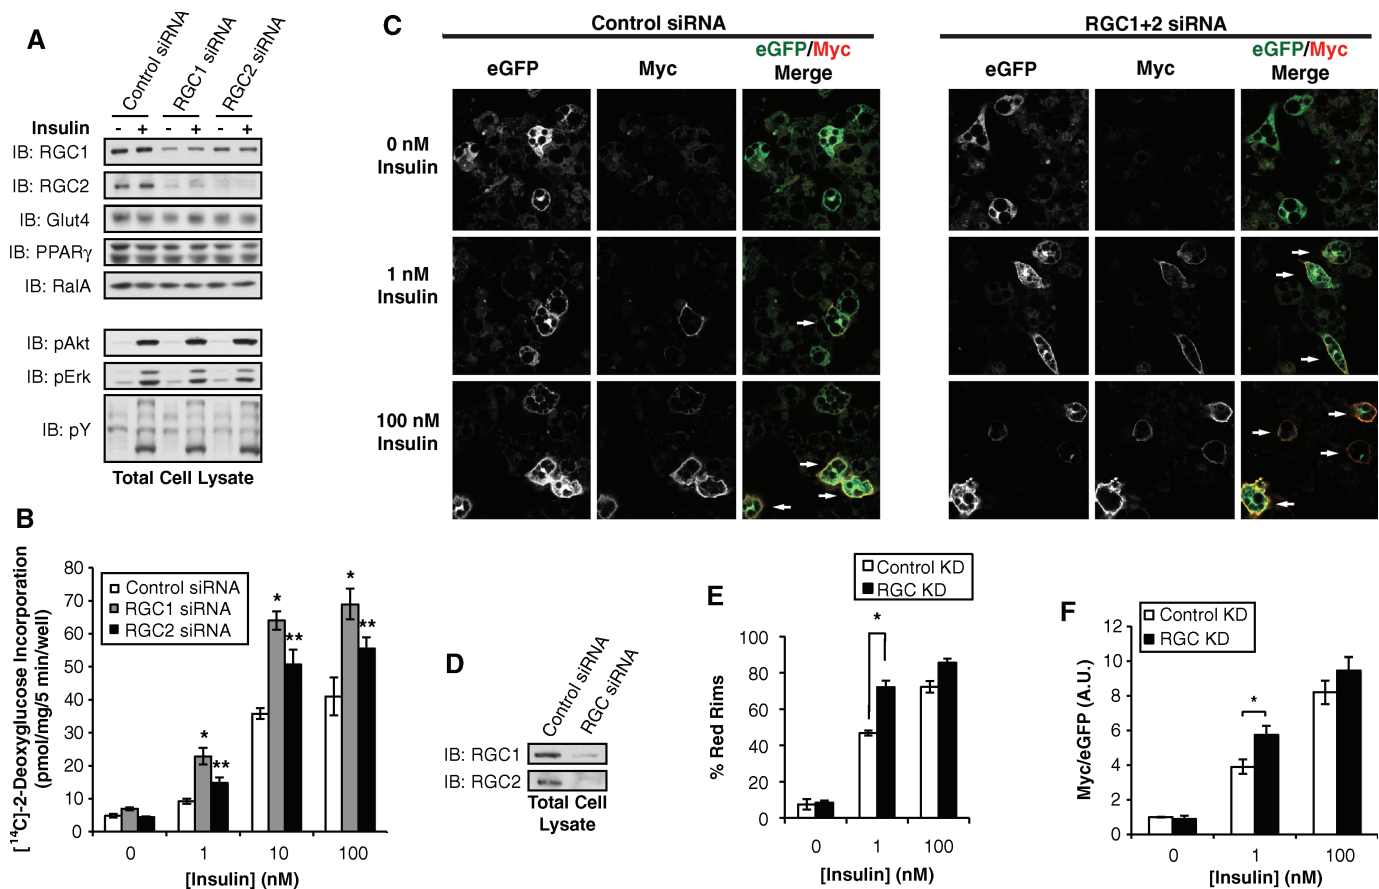 A
Control siRNA
RGC1 siRNA
RGC2 siRNA
Insulin - + - + - +
IB: RGC1
IB: RGC2
IB: Glut4
IB: PPARγ
IB: RalA
IB: pAkt
IB: pErk
IB: pY
Total Cell Lysate
B
[¹⁴C]-2-Deoxyglucose Incorporation
(pmol/mg/5 min/well)
80
70
60
50
40
30
20
10
0
Control siRNA
RGC1 siRNA
RGC2 siRNA
*
**
*
**
*
**
0 1 10 100
[Insulin] (nM)
C
Control siRNA
RGC1+2 siRNA
eGFP Myc eGFP/Myc Merge
eGFP Myc eGFP/Myc Merge
0 nM
Insulin
1 nM
Insulin
100 nM
Insulin
D
Control siRNA
RGC siRNA
IB: RGC1
IB: RGC2
Total Cell
Lysate
E
Control KD
RGC KD
% Red Rims
100
80
60
40
20
0
*
0 1 100
[Insulin] (nM)
F
Control KD
RGC KD
Myc/eGFP (A.U.)
12
10
8
6
4
2
0
*
0 1 100
[Insulin] (nM)